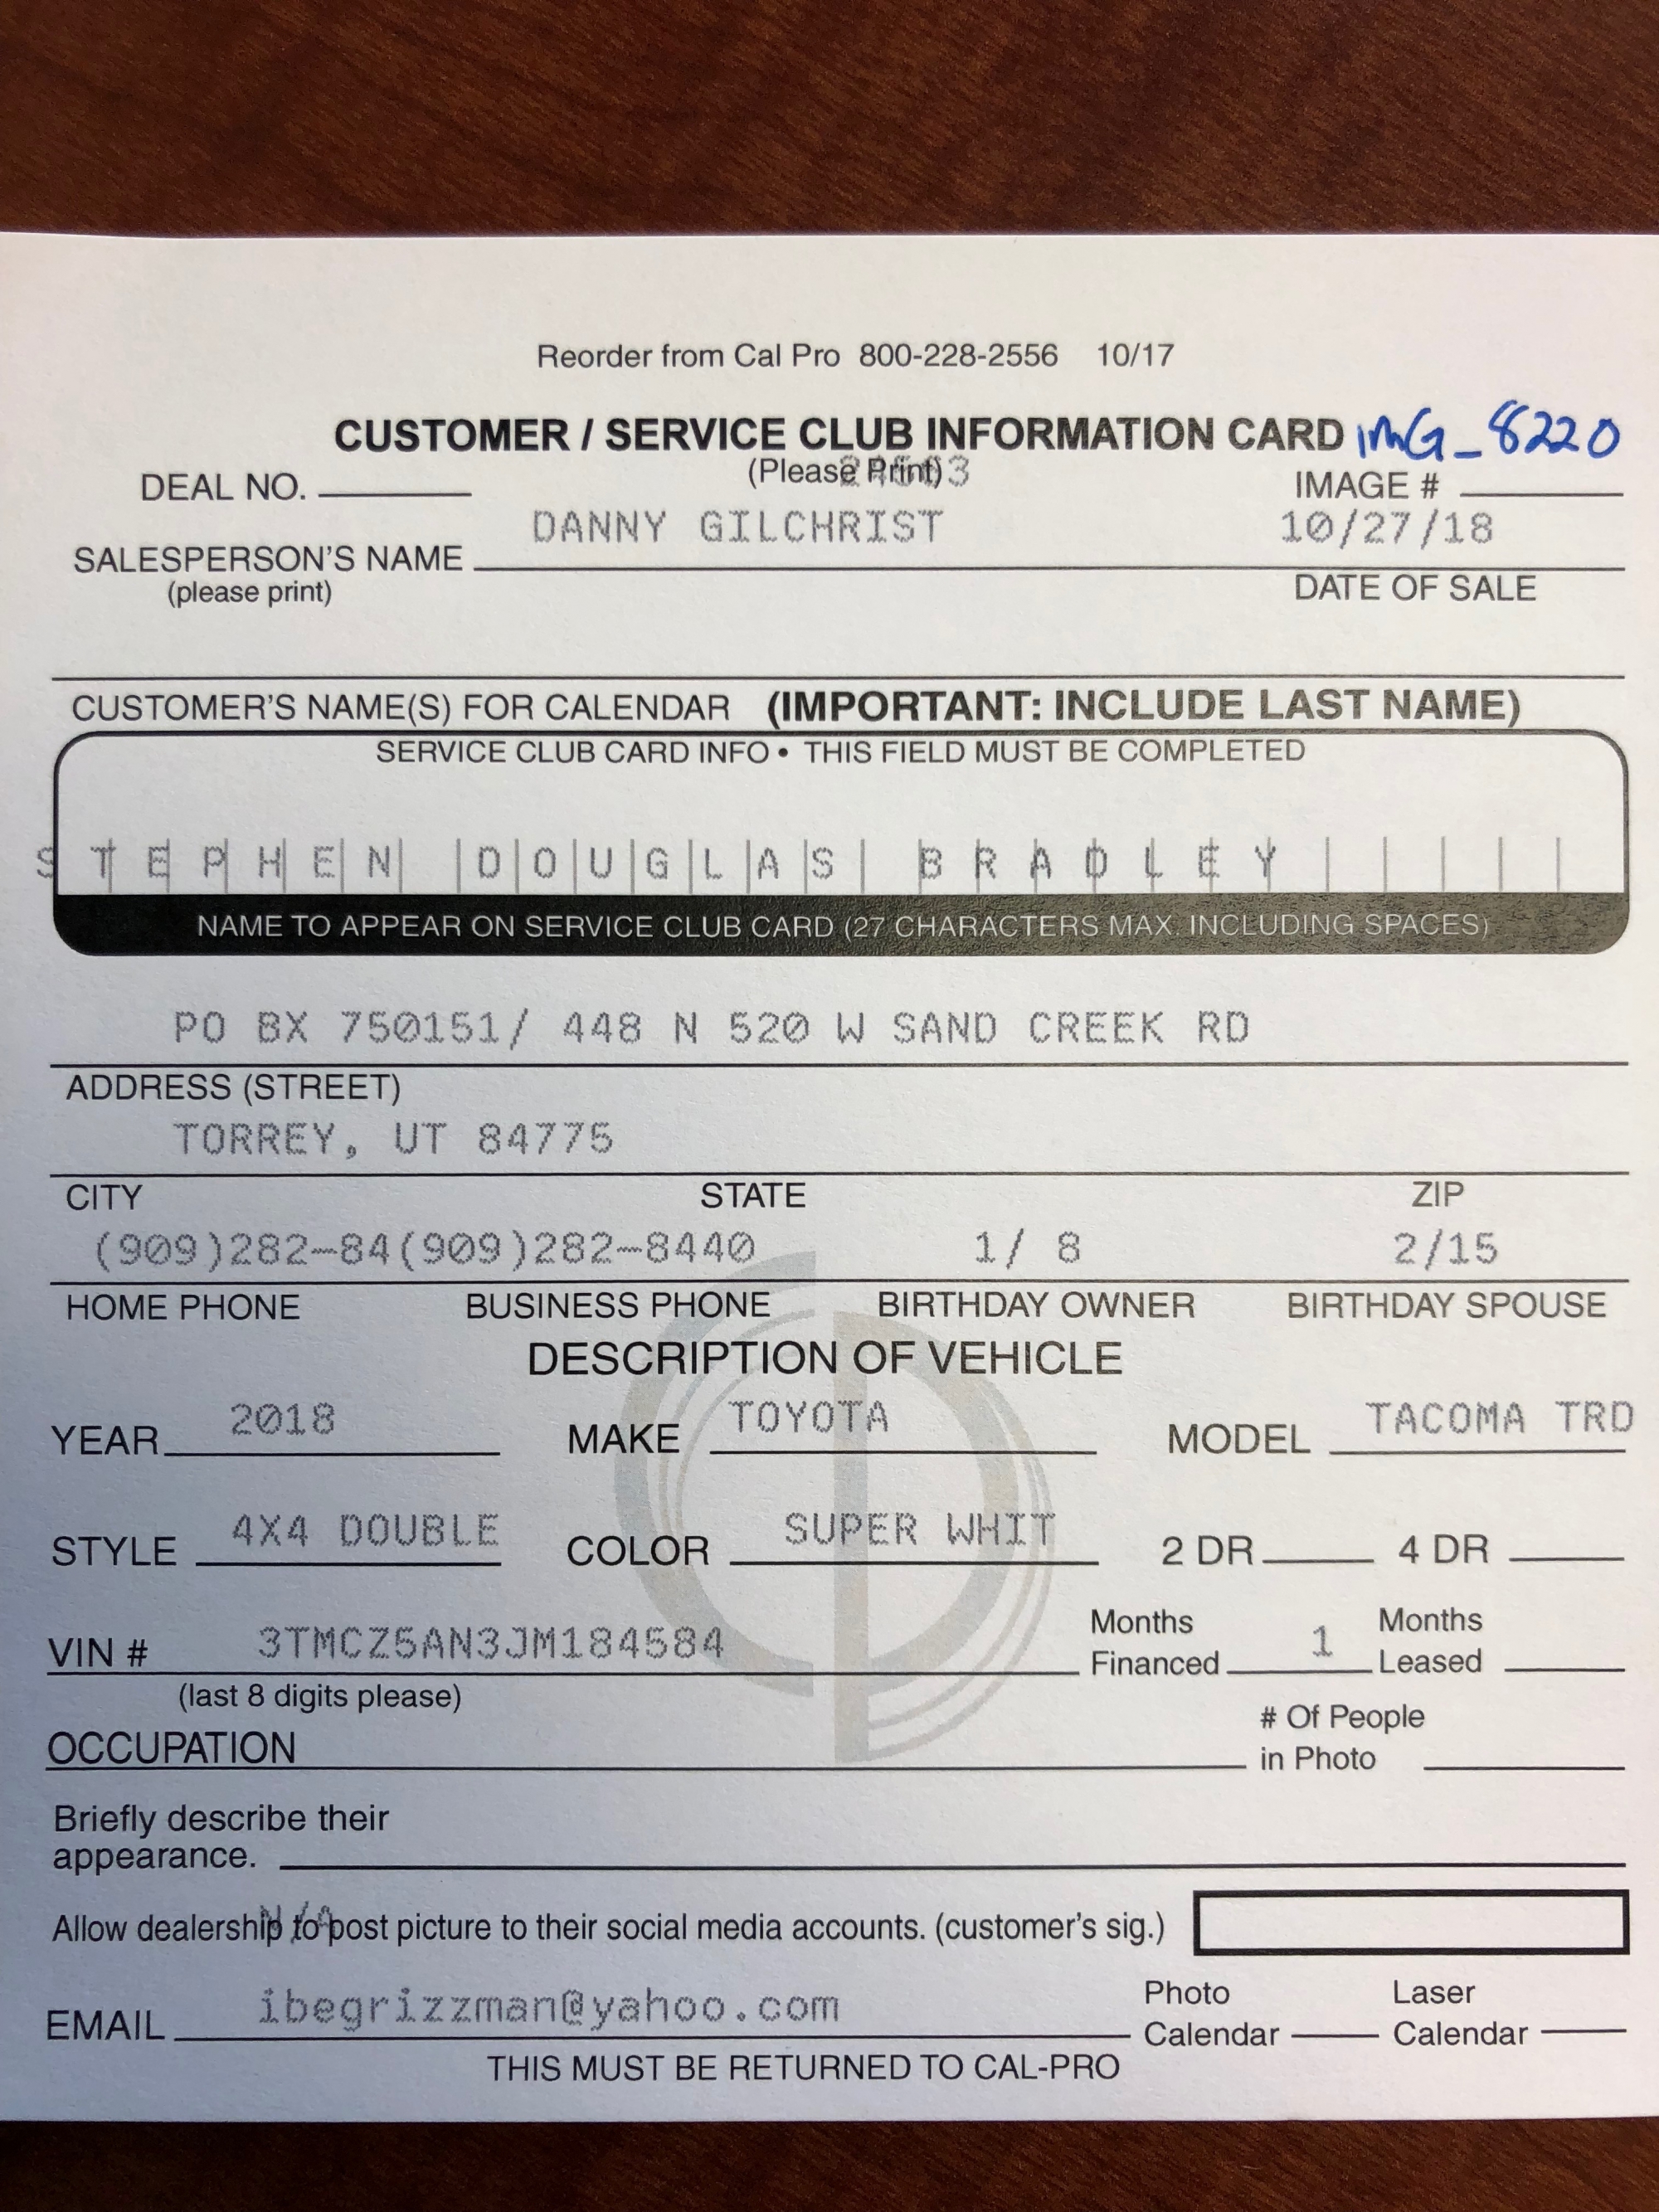 Reorder from Cal Pro 800-228-2556 10/17
CUSTOMER / SERVICE CLUB INFORMATION CARD IMG_8220
(Please Print)
DEAL NO. IMAGE #
DANNY GILCHRIST 10/27/18
SALESPERSON'S NAME
(please print) DATE OF SALE
CUSTOMER'S NAME(S) FOR CALENDAR (IMPORTANT: INCLUDE LAST NAME)
SERVICE CLUB CARD INFO • THIS FIELD MUST BE COMPLETED
STEPHEN DOUGLAS BRADLEY
NAME TO APPEAR ON SERVICE CLUB CARD (27 CHARACTERS MAX. INCLUDING SPACES)
PO BX 750151/ 448 N 520 W SAND CREEK RD
ADDRESS (STREET)
TORREY, UT 84775
CITY STATE ZIP
(909)282-84(909)282-8440 1/ 8 2/15
HOME PHONE BUSINESS PHONE BIRTHDAY OWNER BIRTHDAY SPOUSE
DESCRIPTION OF VEHICLE
YEAR 2018 MAKE TOYOTA MODEL TACOMA TRD
STYLE 4X4 DOUBLE COLOR SUPER WHIT 2 DR 4 DR
VIN # 3TMCZ5AN3JM184584 Months Financed 1 Months Leased
(last 8 digits please)
OCCUPATION # Of People in Photo
Briefly describe their
appearance.
N/A
Allow dealership to post picture to their social media accounts. (customer's sig.)
EMAIL ibegrizzman@yahoo.com Photo Calendar Laser Calendar
THIS MUST BE RETURNED TO CAL-PRO